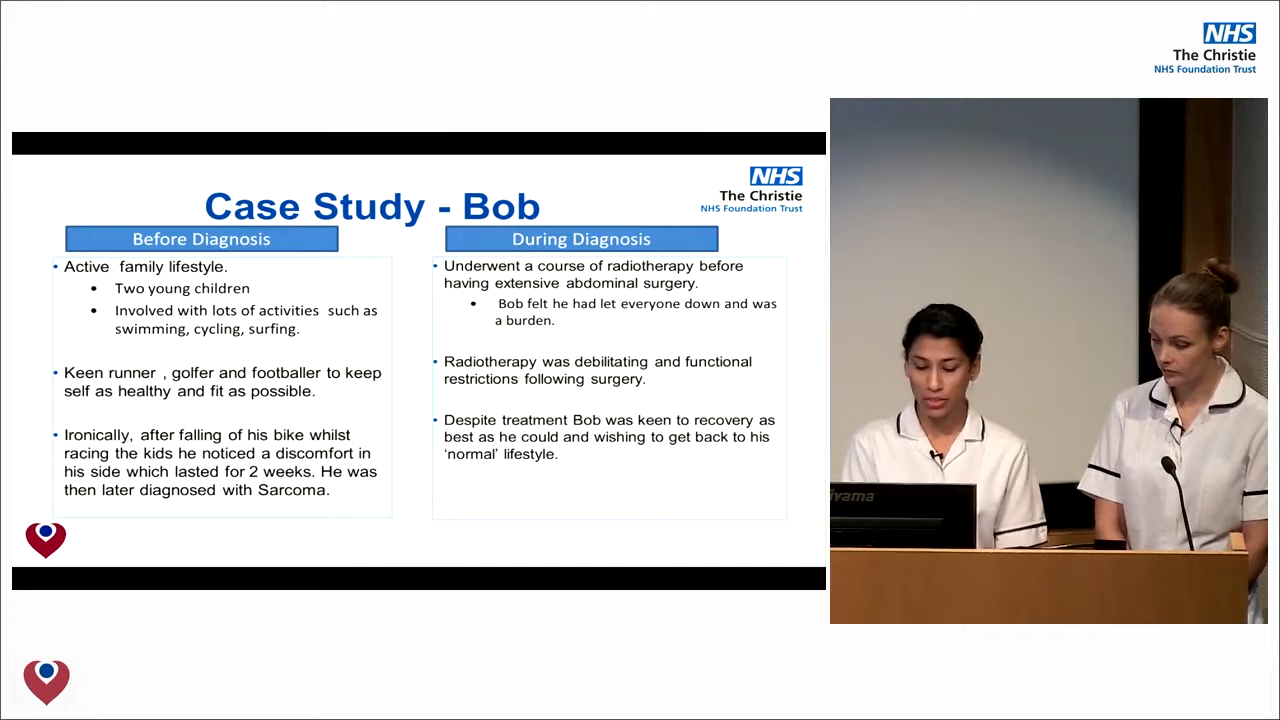 NHS
The Christie
NHS Foundation Trust
NHS
The Christie
NHS Foundation Trust
Case Study - Bob
Before Diagnosis
• Active family lifestyle.
• Two young children
• Involved with lots of activities such as
swimming, cycling, surfing.
• Keen runner , golfer and footballer to keep
self as healthy and fit as possible.
• Ironically, after falling of his bike whilst
racing the kids he noticed a discomfort in
his side which lasted for 2 weeks. He was
then later diagnosed with Sarcoma.
During Diagnosis
• Underwent a course of radiotherapy before
having extensive abdominal surgery.
• Bob felt he had let everyone down and was
a burden.
• Radiotherapy was debilitating and functional
restrictions following surgery.
• Despite treatment Bob was keen to recovery as
best as he could and wishing to get back to his
‘normal’ lifestyle.
iiyama